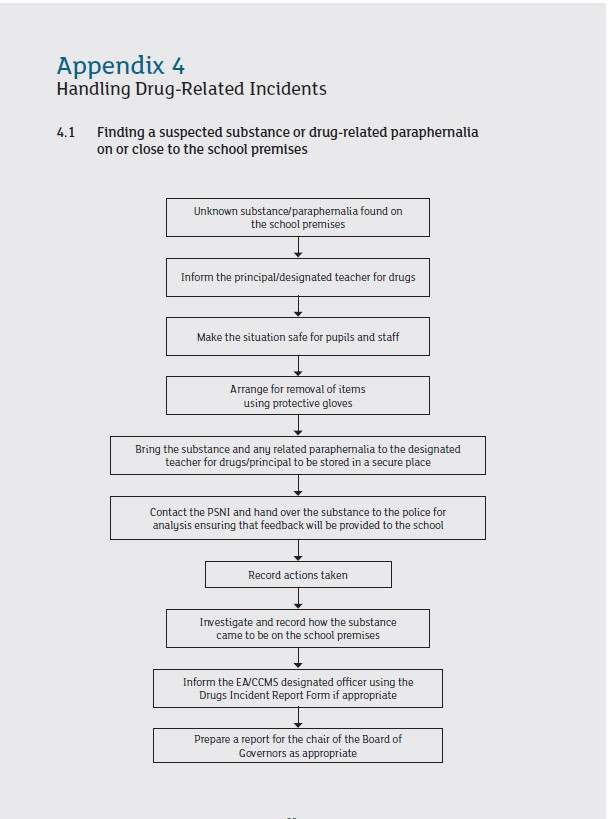 Appendix 4
Handling Drug-Related Incidents
4.1 Finding a suspected substance or drug-related paraphernalia
on or close to the school premises
Unknown substance/paraphernalia found on
the school premises
Inform the principal/designated teacher for drugs
Make the situation safe for pupils and staff
Arrange for removal of items
using protective gloves
Bring the substance and any related paraphernalia to the designated
teacher for drugs/principal to be stored in a secure place
Contact the PSNI and hand over the substance to the police for
analysis ensuring that feedback will be provided to the school
Record actions taken
Investigate and record how the substance
came to be on the school premises
Inform the EA/CCMS designated officer using the
Drugs Incident Report Form if appropriate
Prepare a report for the chair of the Board of
Governors as appropriate